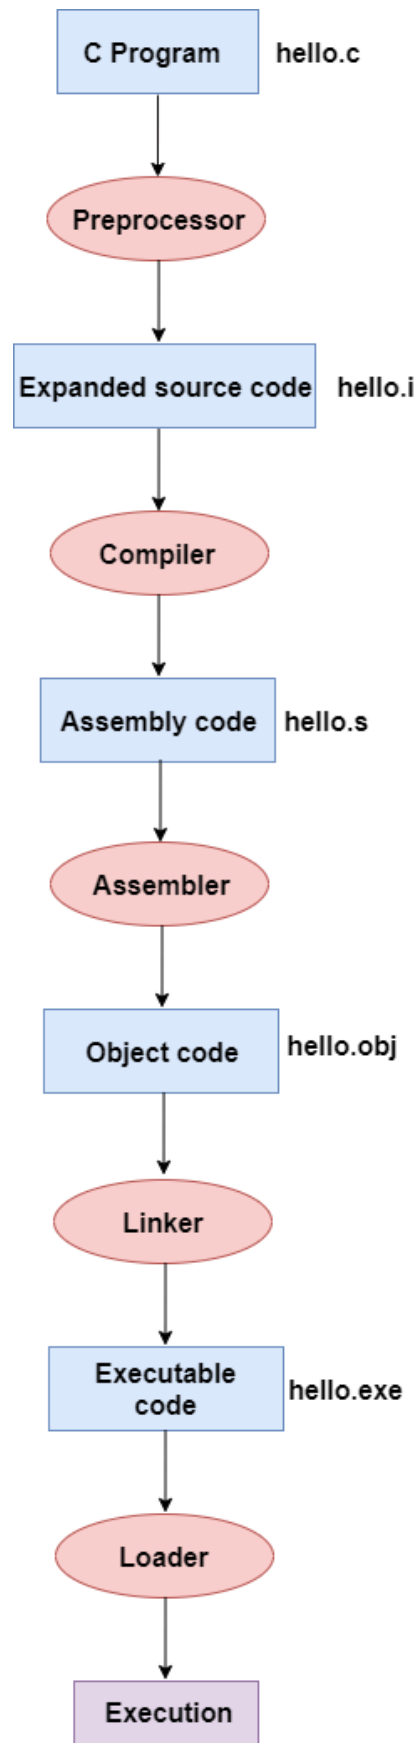 C Program hello.c
Preprocessor
Expanded source code hello.i
Compiler
Assembly code hello.s
Assembler
Object code hello.obj
Linker
Executable
code
hello.exe
Loader
Execution